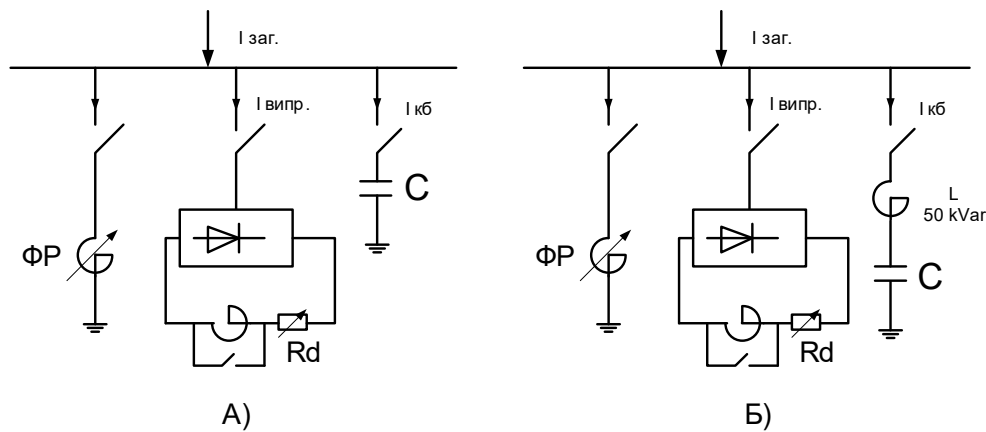 I заг.
I випр.
I кб
C
ФР
Rd
А)
I заг.
I випр.
I кб
L
50 kVar
C
ФР
Rd
Б)